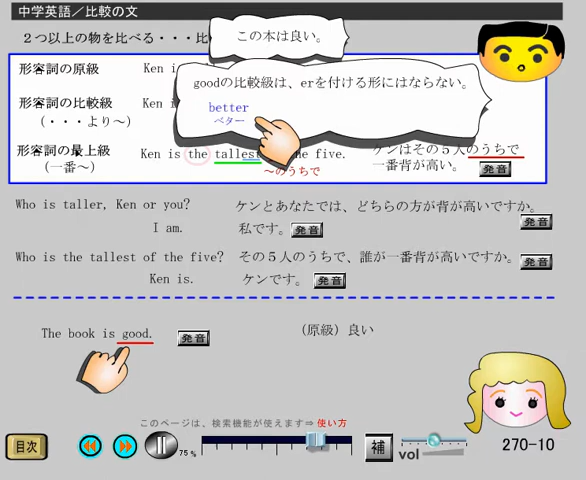 中学英語／比較の文
２つ以上の物を比べる・・・比
この本は良い。
形容詞の原級
Ken i
goodの比較級は、erを付ける形にはならない。
better
ベター
形容詞の比較級
(・・・より～)
Ken i
形容詞の最上級
(一番～)
Ken is the tallest the five.
～のうちで
ケンはその５人のうちで
一番背が高い。
発音
Who is taller, Ken or you?
ケンとあなたでは、どちらの方が背が高いですか。
発音
I am.
私です。
発音
Who is the tallest of the five?
その５人のうちで、誰が一番背が高いですか。
発音
Ken is.
ケンです。
発音
The book is good.
発音
(原級) 良い
このページは、検索機能が使えます⇒ 使い方
目次
75 %
補
vol
270-10